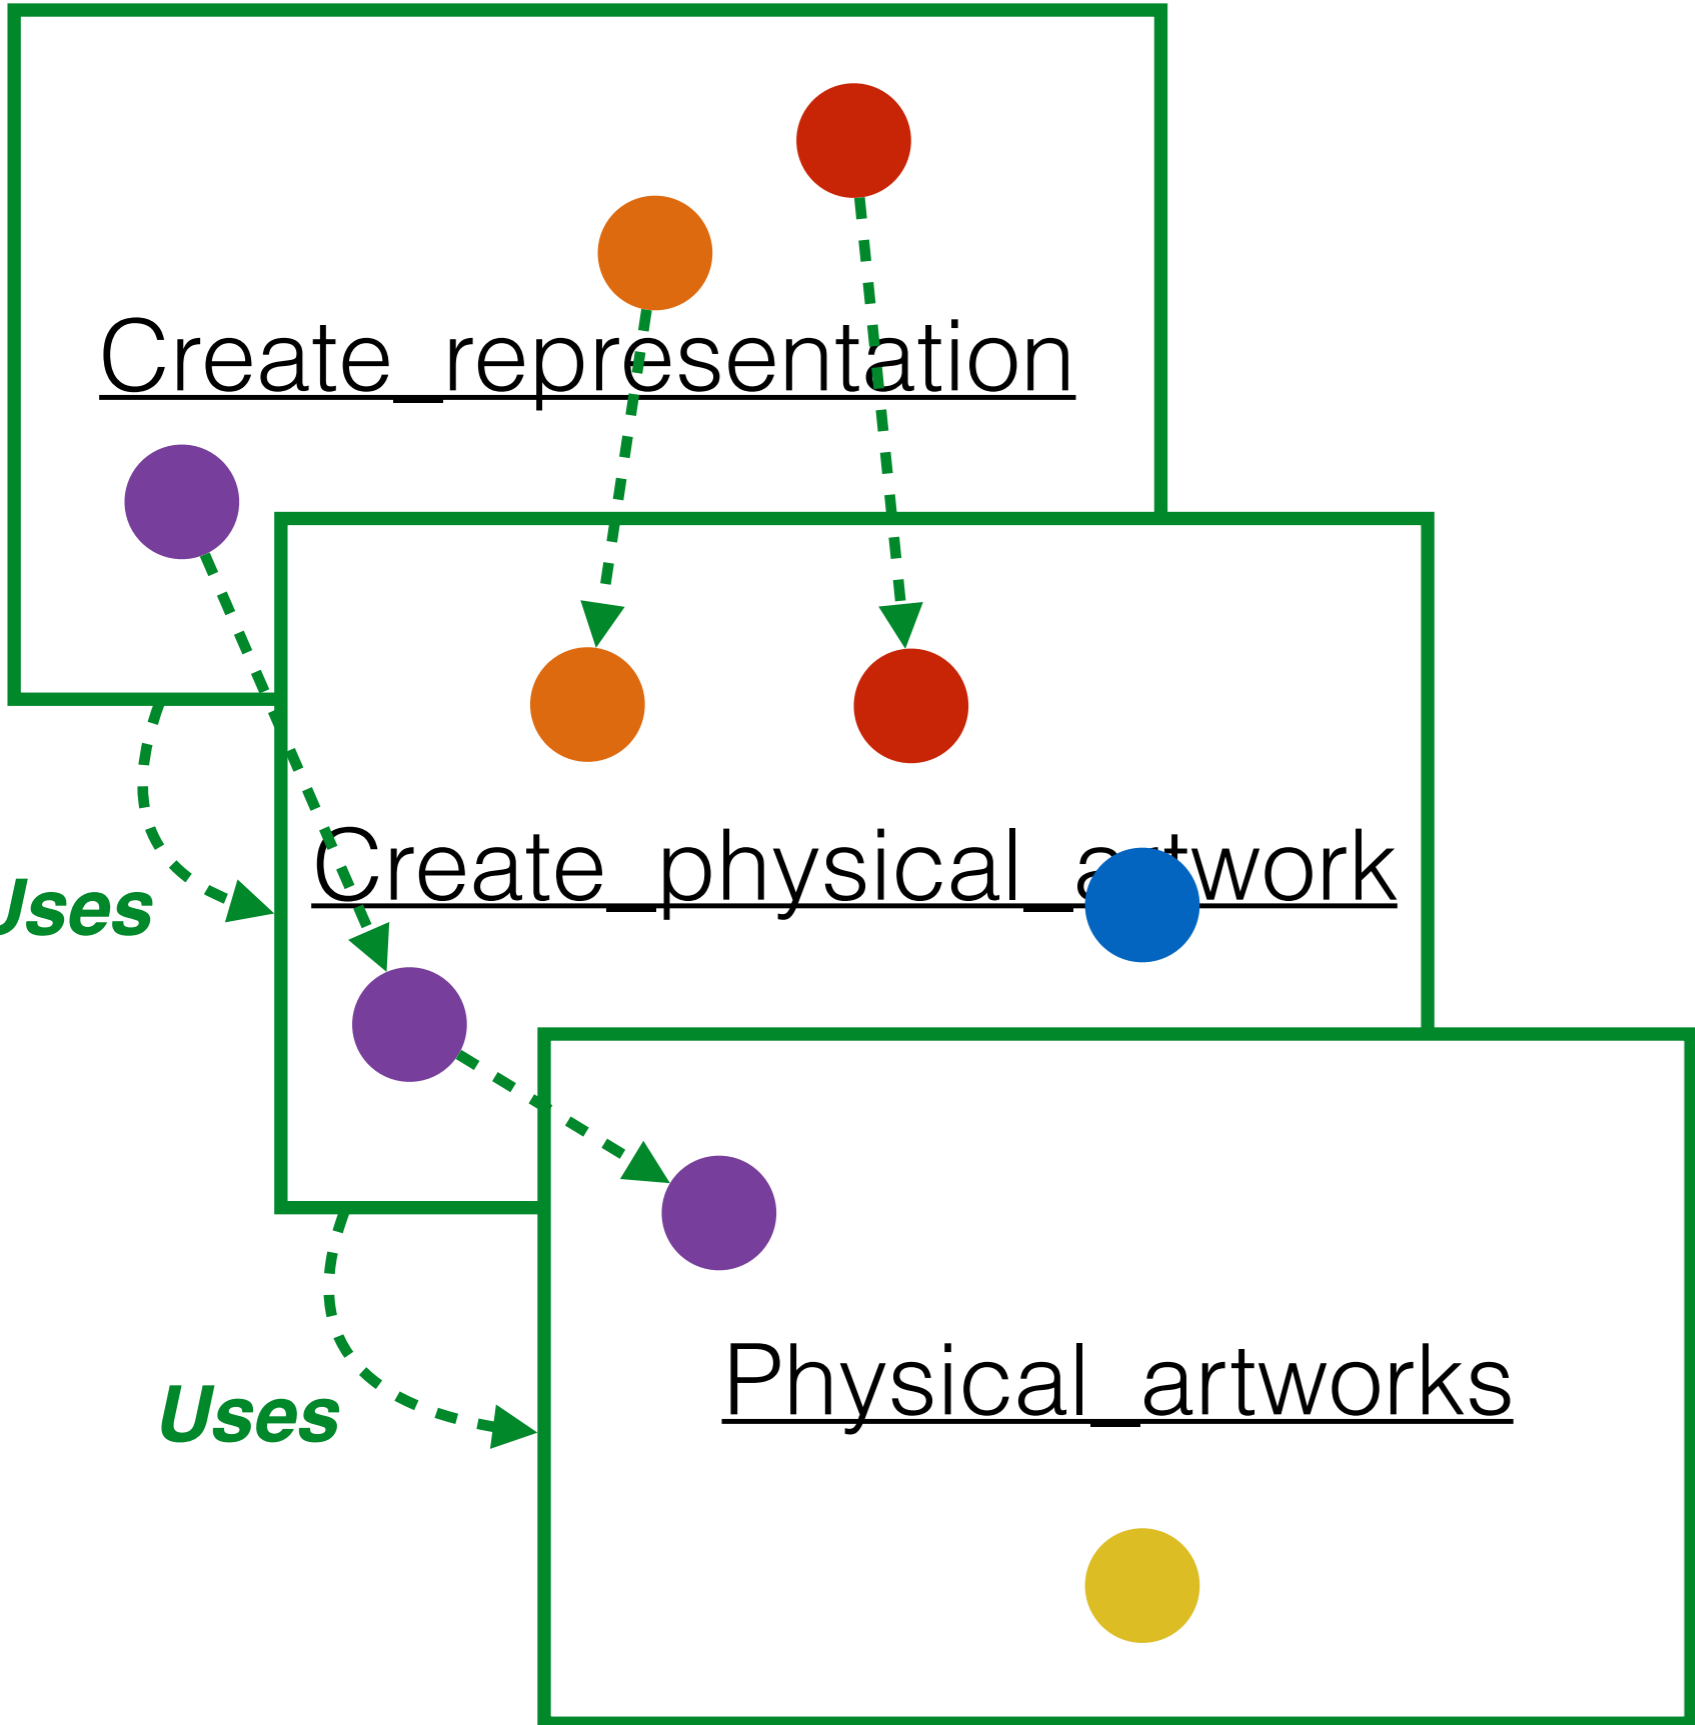 Create_representation
Create_physical_artwork
Uses
Physical_artworks
Uses